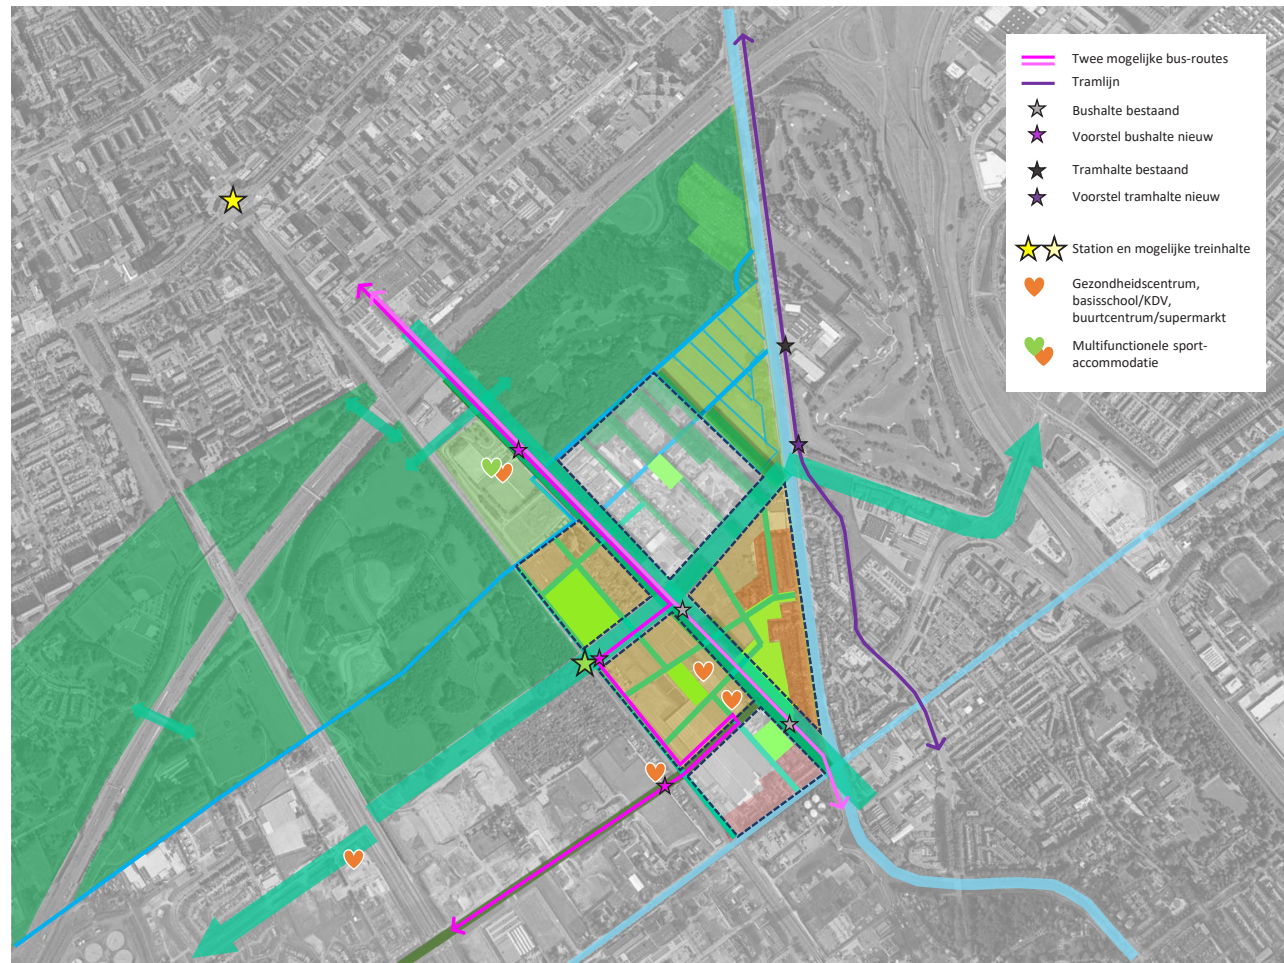 Twee mogelijke bus-routes
Tramlijn
Bushalte bestaand
Voorstel bushalte nieuw
Tramhalte bestaand
Voorstel tramhalte nieuw
Station en mogelijke treinhalte
Gezondheidscentrum,
basisschool/KDV,
buurtcentrum/supermarkt
Multifunctionele sport-
accommodatie